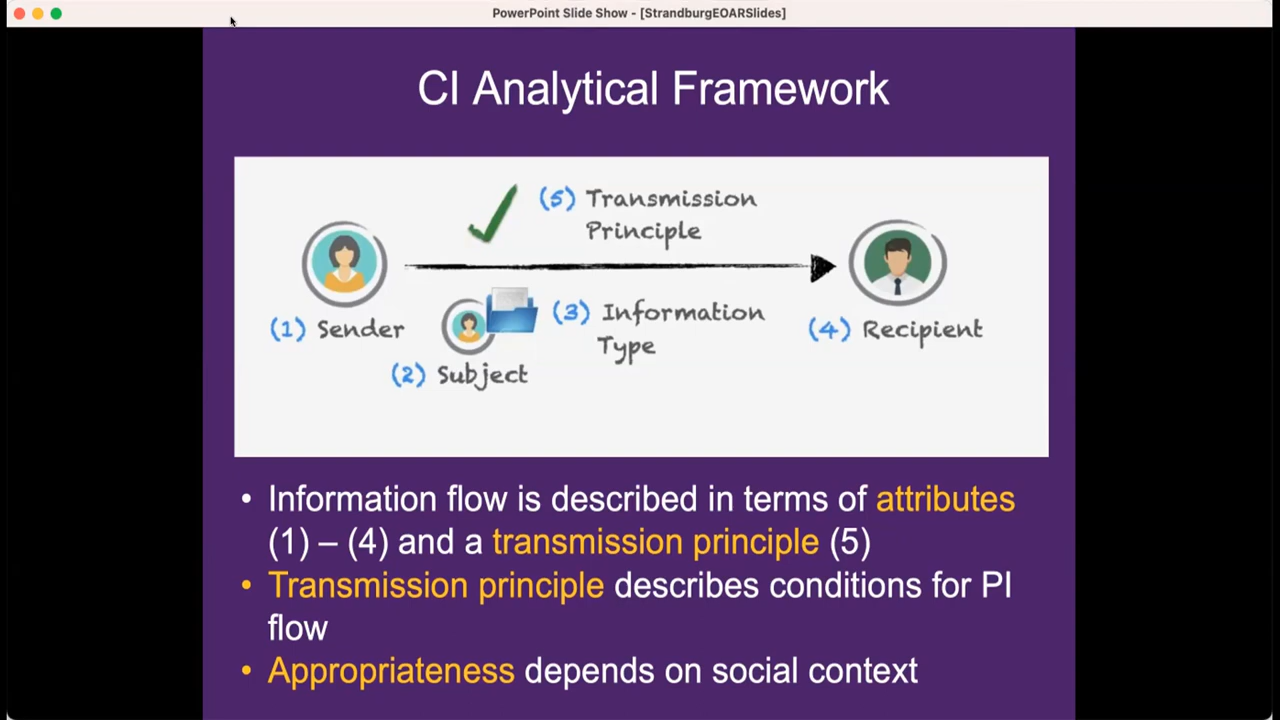 PowerPoint Slide Show - [StrandburgEOARSlides]
CI Analytical Framework
(5) Transmission
Principle
(1) Sender
(3) Information
Type
(4) Recipient
(2) Subject
• Information flow is described in terms of attributes
(1) – (4) and a transmission principle (5)
• Transmission principle describes conditions for PI
flow
• Appropriateness depends on social context